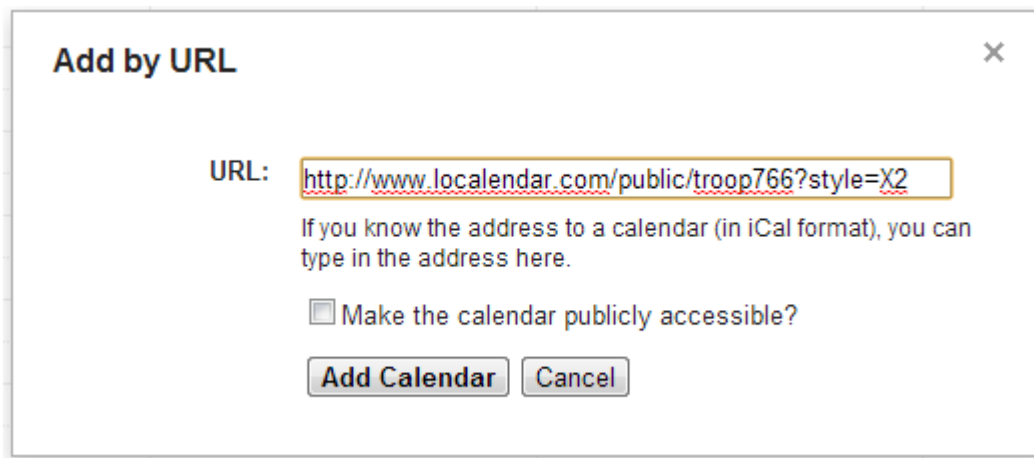 Add by URL
URL: http://www.localendar.com/public/troop766?style=X2
If you know the address to a calendar (in iCal format), you can
type in the address here.
Make the calendar publicly accessible?
Add Calendar Cancel